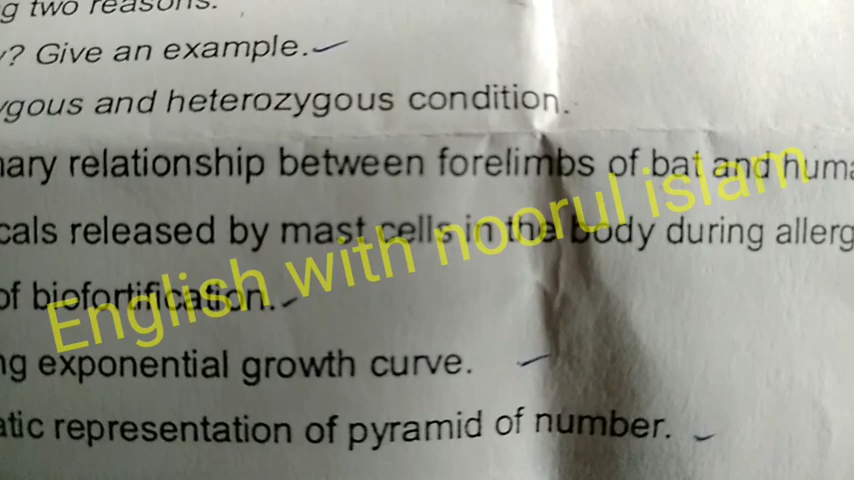 g two reasons.
? Give an example.
ygous and heterozygous condition.
ary relationship between forelimbs of bat and huma
cals released by mast cells in the body during allerg
of biofortification.
ng exponential growth curve.
atic representation of pyramid of number.
English with noorul islam